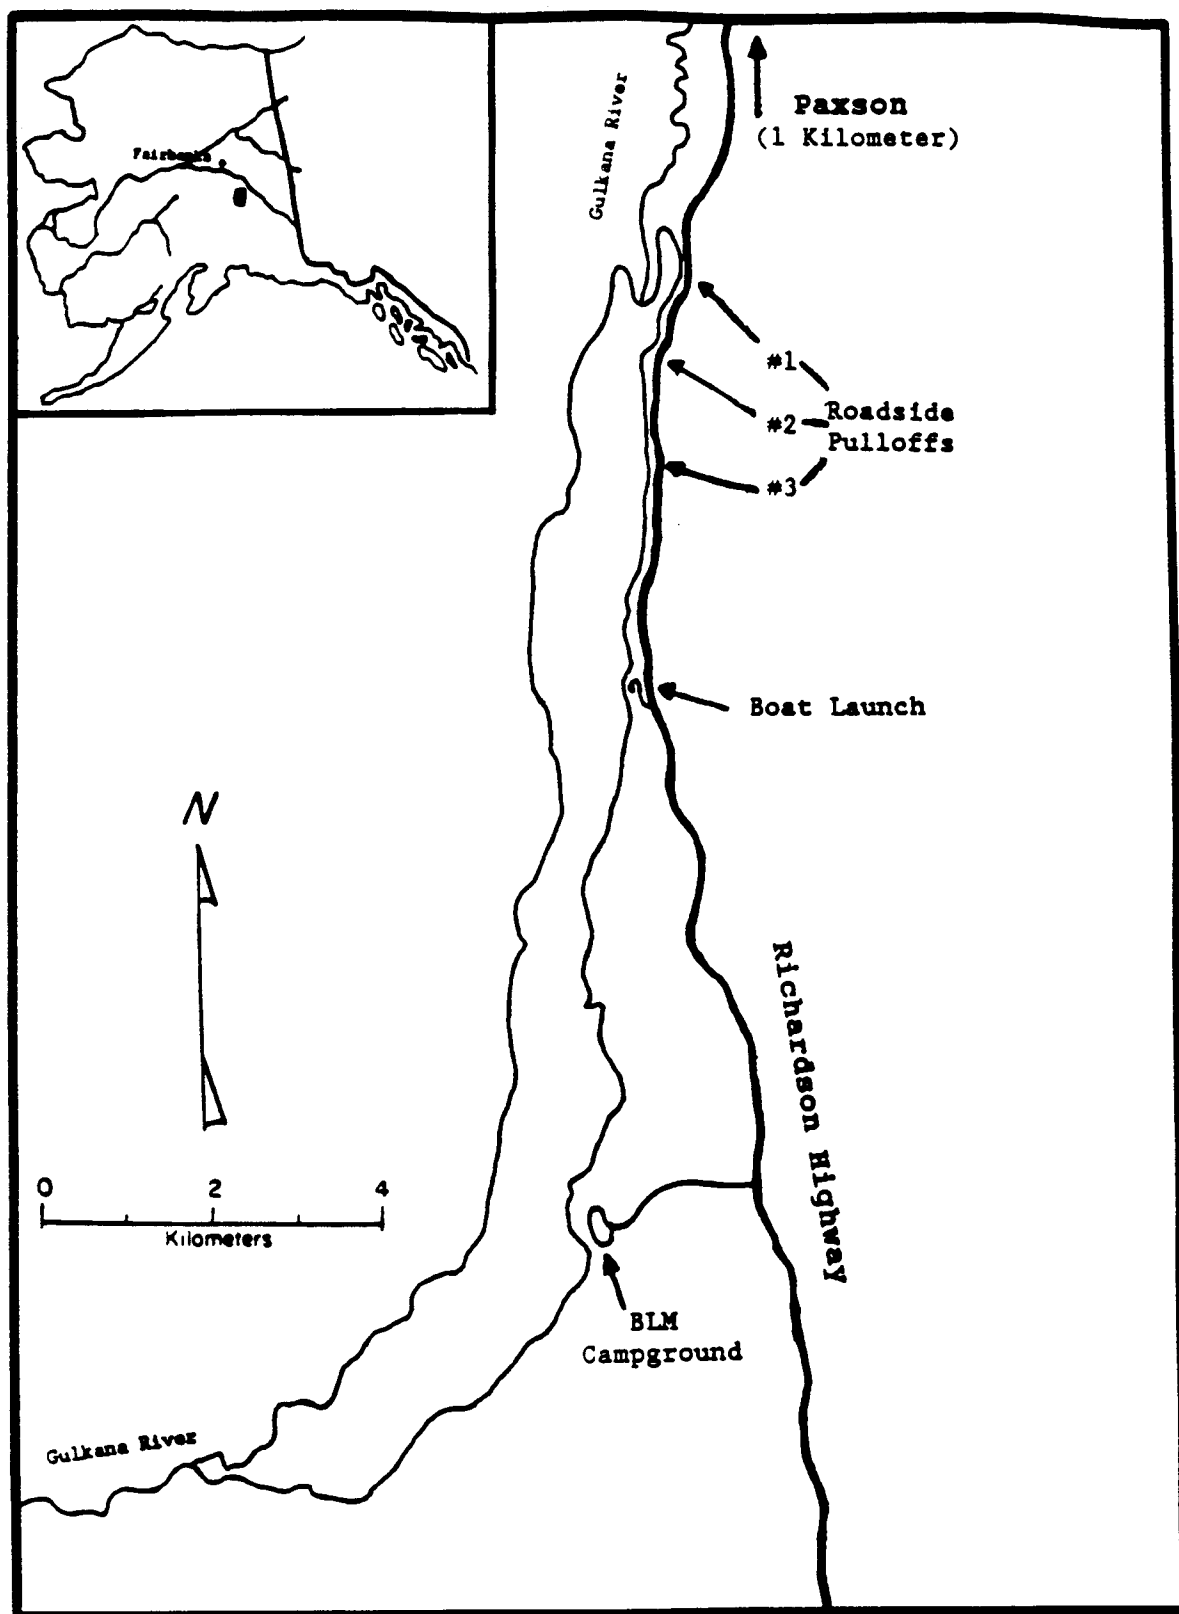 Fairbanks
Gulkana River
Paxson
(1 Kilometer)
#1
#2
#3
Roadside
Pulloffs
Boat Launch
N
Richardson Highway
0 2 4
Kilometers
BLM
Campground
Gulkana River